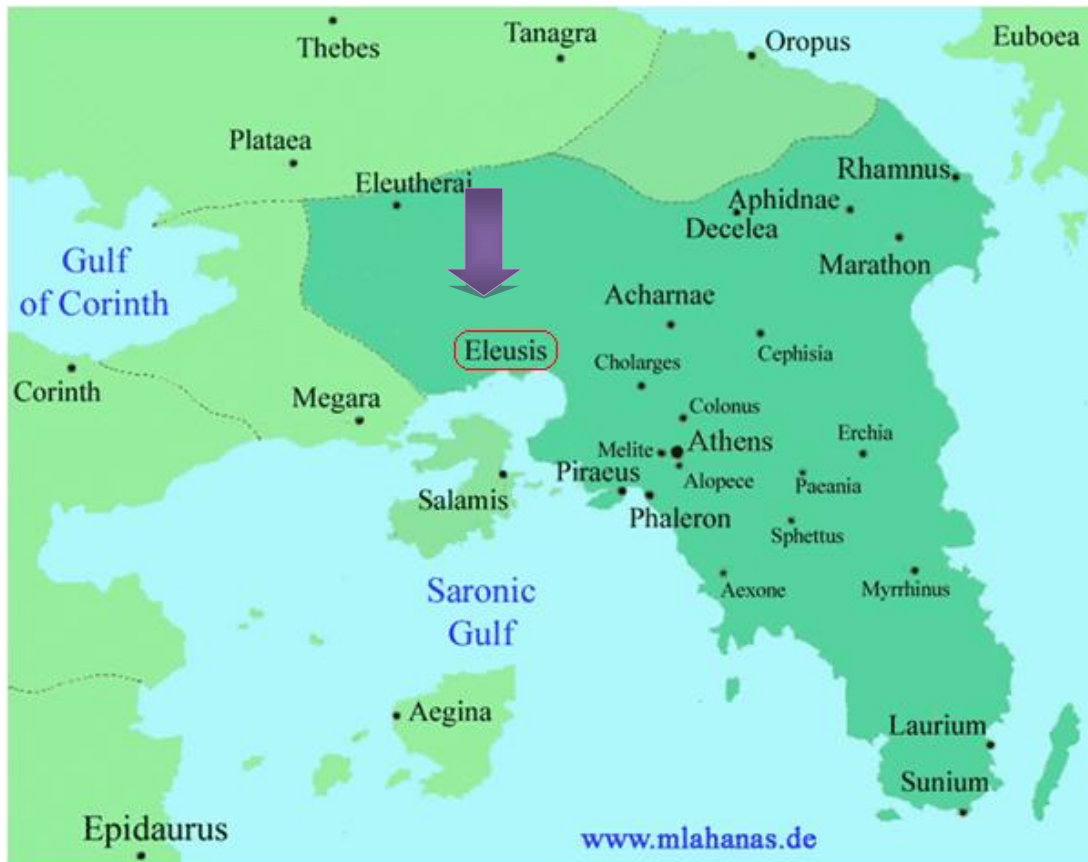 Thebes
Tanagra
Oropus
Euboea
Plataea
Eleutherai
Rhamnus
Aphidnae
Decelea
Marathon
Gulf
of Corinth
Acharnae
Eleusis
Cephisia
Cholarges
Corinth
Megara
Colonus
Melite
Athens
Erchia
Piraeus
Alopece
Paeania
Salamis
Phaleron
Sphettus
Saronic
Gulf
Aexone
Myrrhinus
Aegina
Laurium
Sunium
Epidaurus
www.mlahanas.de